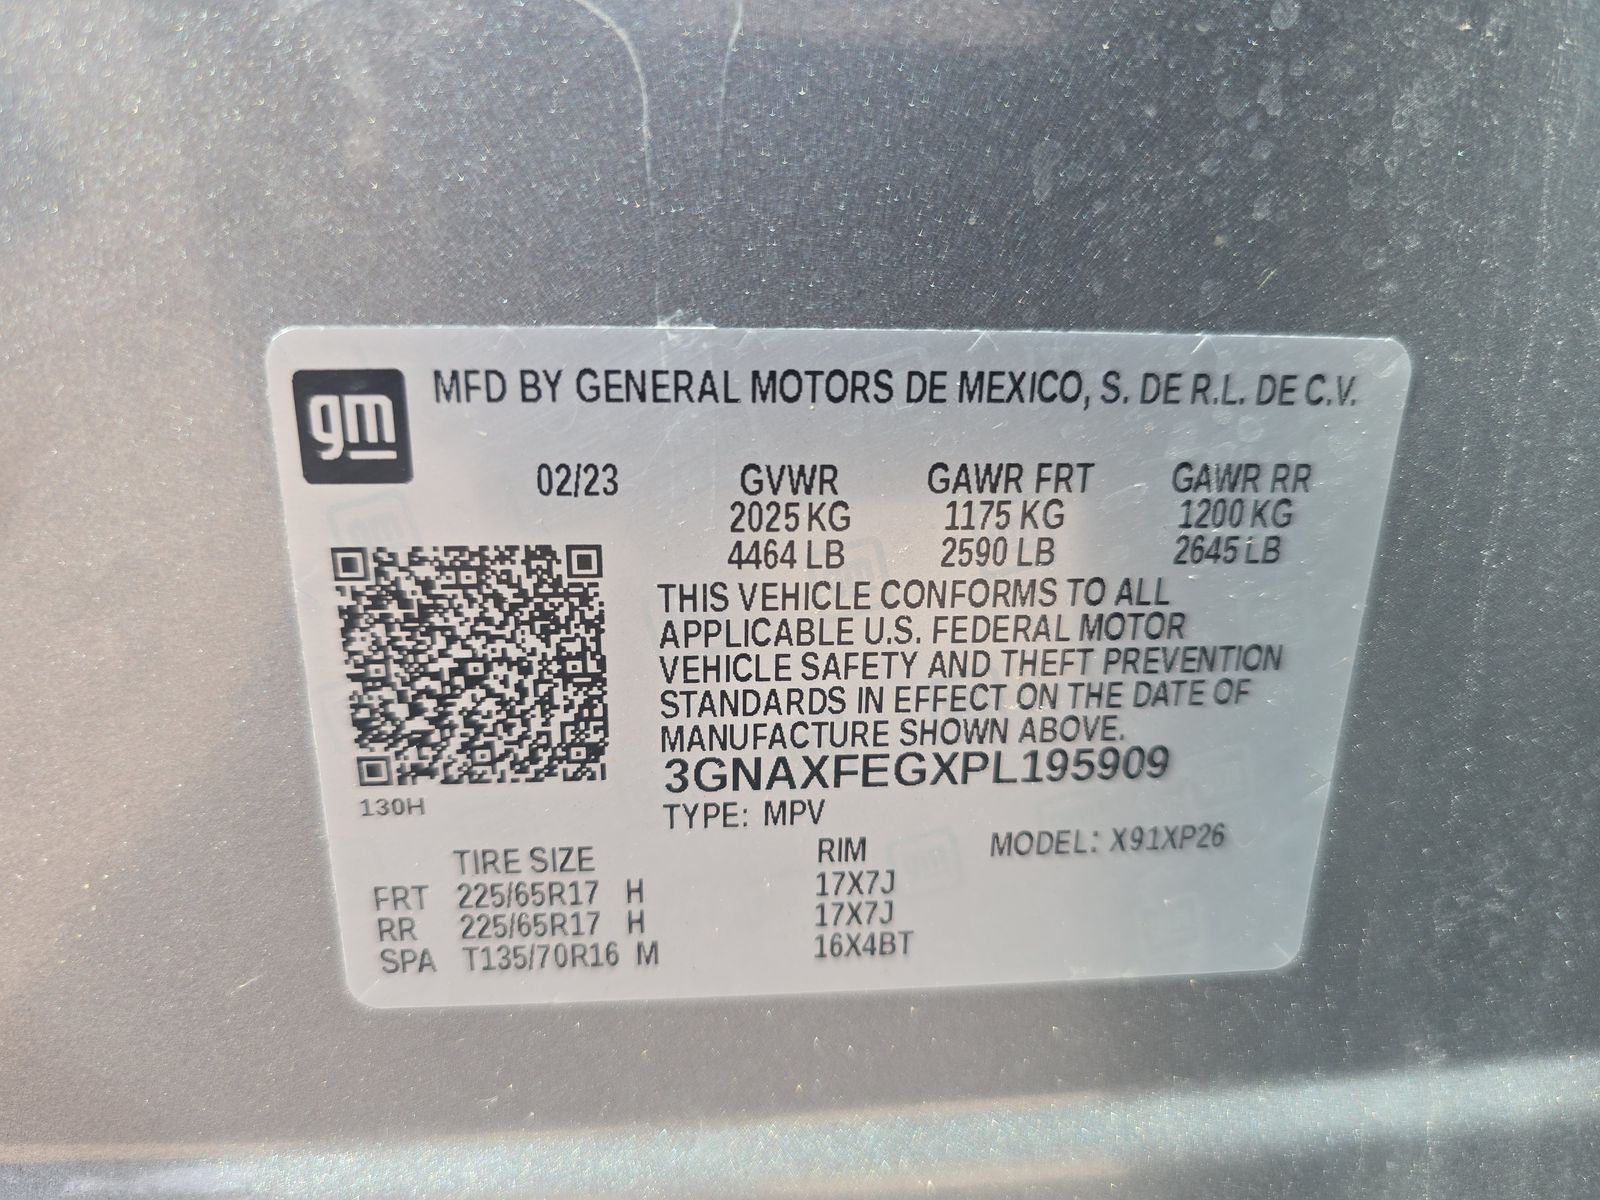 gm
MFD BY GENERAL MOTORS DE MEXICO, S. DE R.L. DE C.V.
02/23 GVWR GAWR FRT GAWR RR
2025 KG 1175 KG 1200 KG
4464 LB 2590 LB 2645 LB
THIS VEHICLE CONFORMS TO ALL
APPLICABLE U.S. FEDERAL MOTOR
VEHICLE SAFETY AND THEFT PREVENTION
STANDARDS IN EFFECT ON THE DATE OF
MANUFACTURE SHOWN ABOVE.
3GNAXFEGXPL195909
130H
TYPE: MPV
MODEL: X91XP26
TIRE SIZE RIM
FRT 225/65R17 H 17X7J
RR 225/65R17 H 17X7J
SPA T135/70R16 M 16X4BT